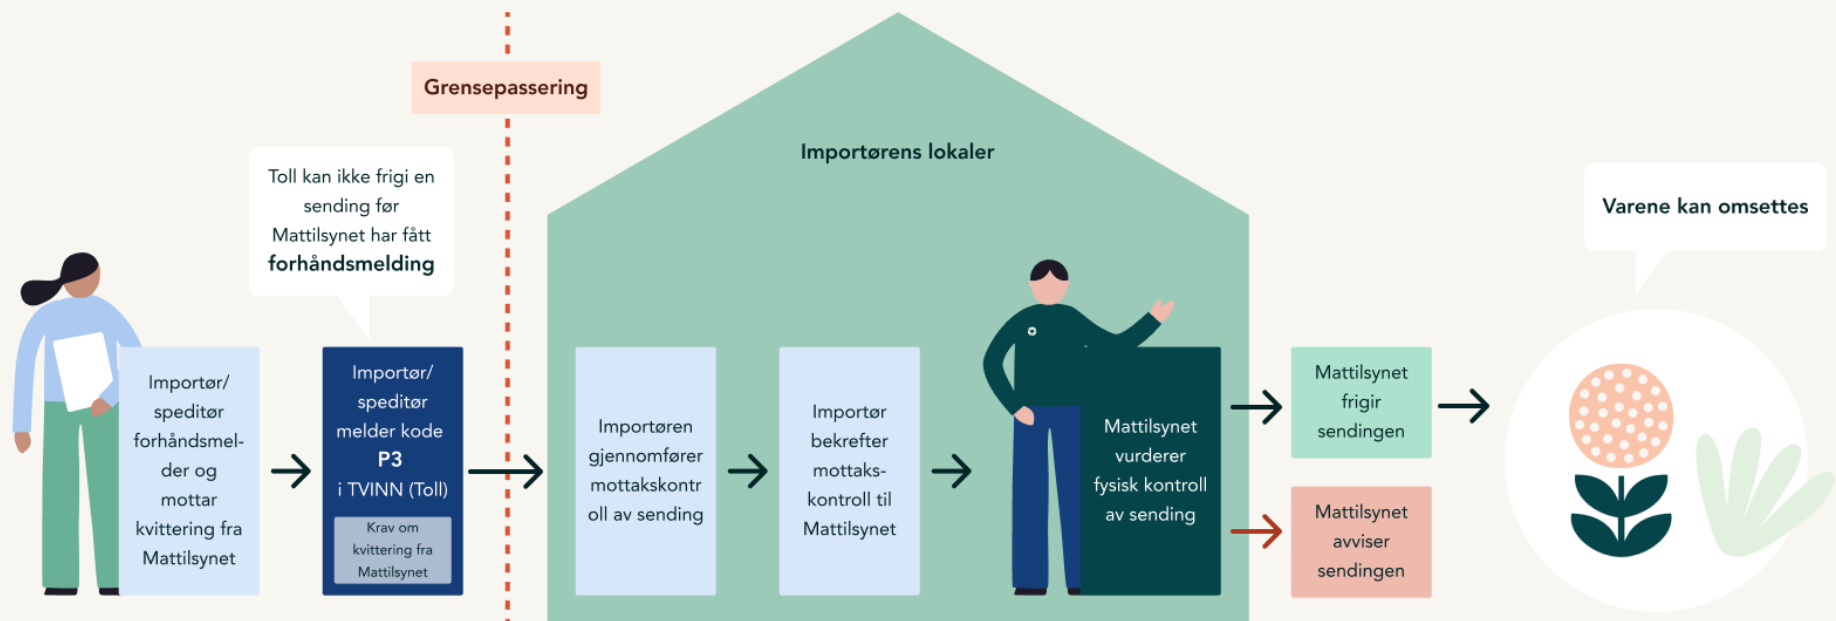 Grensepassering
Importørens lokaler
Toll kan ikke frigi en
sending før
Mattilsynet har fått
forhåndsmelding
Varene kan omsettes
Importør/
speditør
forhåndsmel-
der og
mottar
kvittering fra
Mattilsynet
Importør/
speditør
melder kode
P3
i TVINN (Toll)
Krav om
kvittering fra
Mattilsynet
Importøren
gjennomfører
mottakskontr
oll av sending
Importør
bekrefter
mottaks-
kontroll til
Mattilsynet
Mattilsynet
vurderer
fysisk kontroll
av sending
Mattilsynet
frigir
sendingen
Mattilsynet
avviser
sendingen